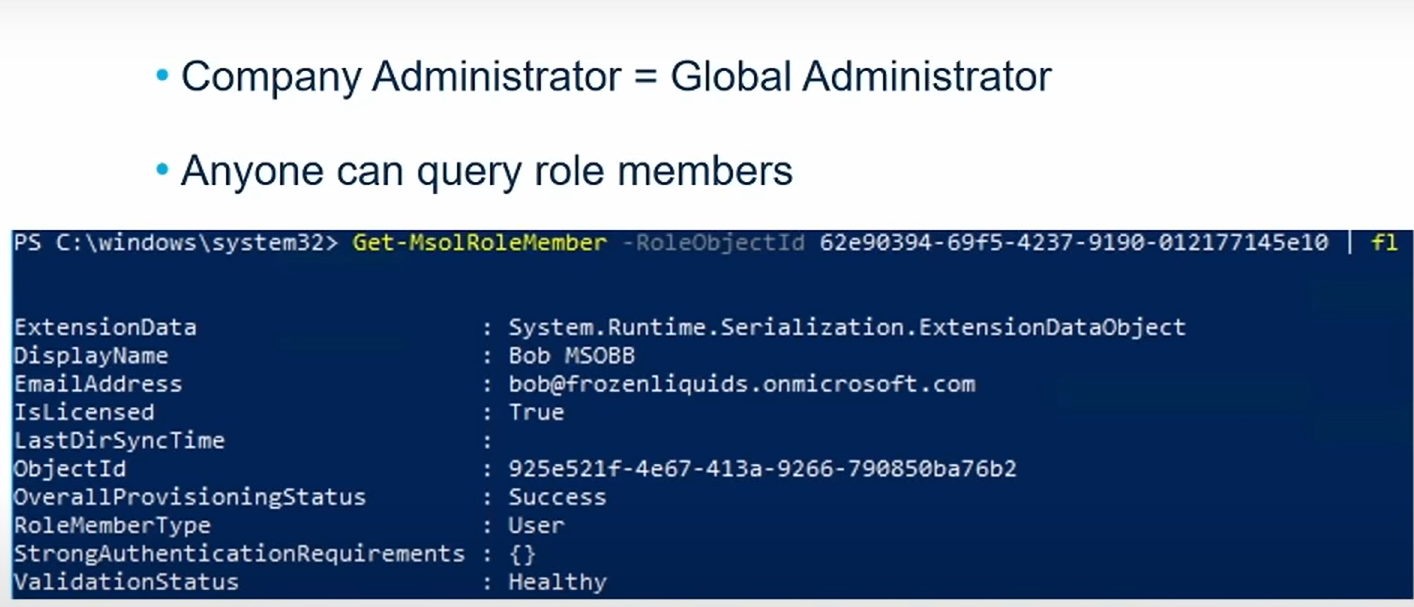 • Company Administrator = Global Administrator
• Anyone can query role members
PS C:\windows\system32> Get-MsolRoleMember -RoleObjectId 62e90394-69f5-4237-9190-012177145e10 | fl
ExtensionData : System.Runtime.Serialization.ExtensionDataObject
DisplayName : Bob MSOBB
EmailAddress : bob@frozenliquids.onmicrosoft.com
IsLicensed : True
LastDirSyncTime :
ObjectId : 925e521f-4e67-413a-9266-790850ba76b2
OverallProvisioningStatus : Success
RoleMemberType : User
StrongAuthenticationRequirements : {}
ValidationStatus : Healthy